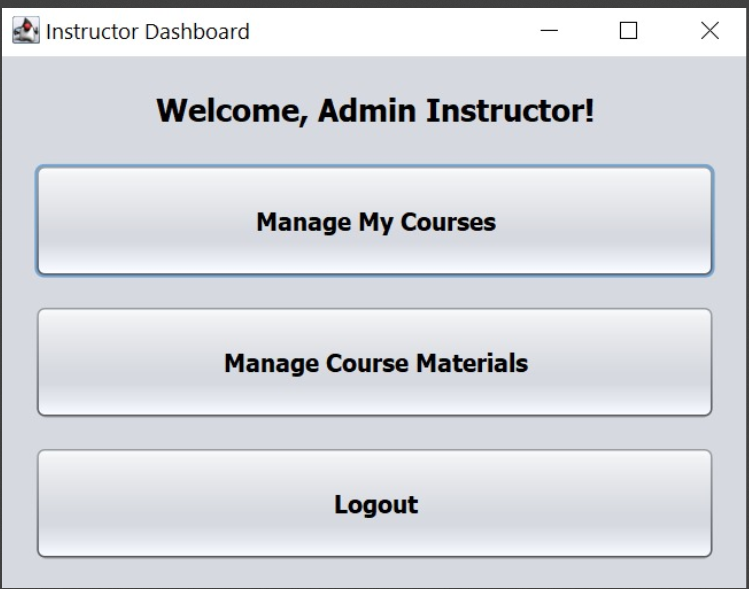 Instructor Dashboard
Welcome, Admin Instructor!
Manage My Courses
Manage Course Materials
Logout